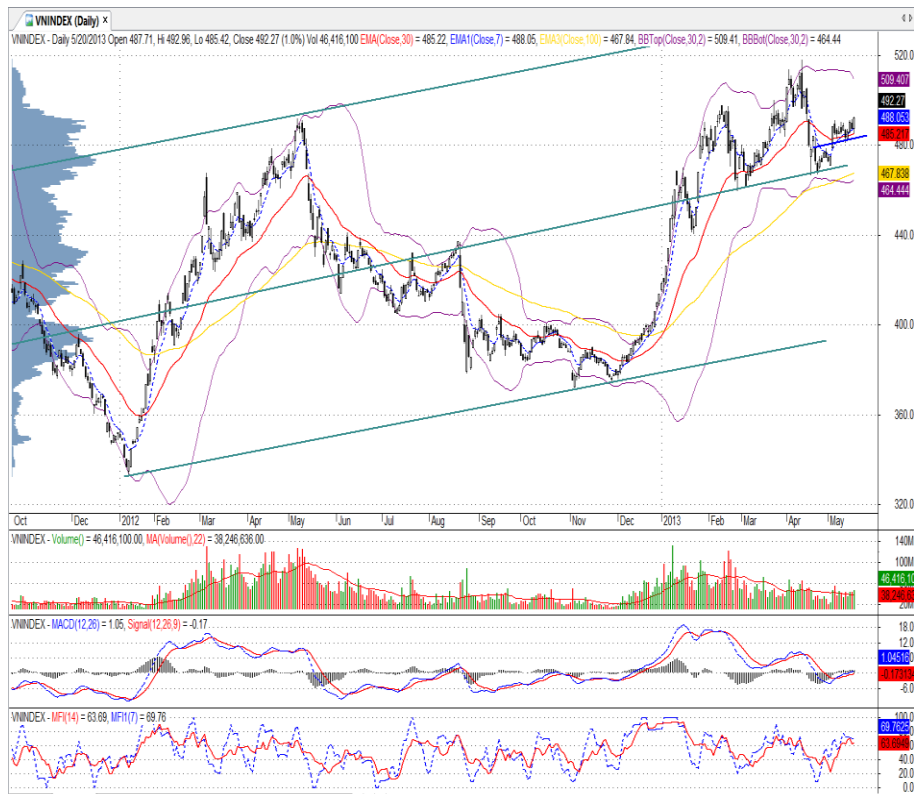 VNINDEX (Daily) ×
VNINDEX - Daily 5/20/2013 Open 487.71, Hi 492.96, Lo 485.42, Close 492.27 (1.0%) Vol 46,416,100 EMA(Close,30) = 485.22, EMA1(Close,7) = 488.05, EMA3(Close,100) = 467.84, BBTop(Close,30,2) = 509.41, BBBot(Close,30,2) = 464.44
520.0
509.407
492.27
488.053
485.217
480.0
467.838
464.444
440.0
400.0
360.0
320.0
Oct Dec 2012 Feb Mar Apr May Jun Jul Aug Sep Oct Nov Dec 2013 Feb Mar Apr May
VNINDEX - Volume() = 46,416,100.00, MA(Volume(),22) = 38,246,636.00
140M
100M
46,416,10
38,246,63
20M
VNINDEX - MACD(12,26) = 1.05, Signal(12,26,9) = -0.17
18.0
12.0
1.04516
-0.173134
-6.0
VNINDEX - MFI(14) = 63.69, MFI1(7) = 69.76
100.0
69.7625
63.6949
40.0
20.0
0.0